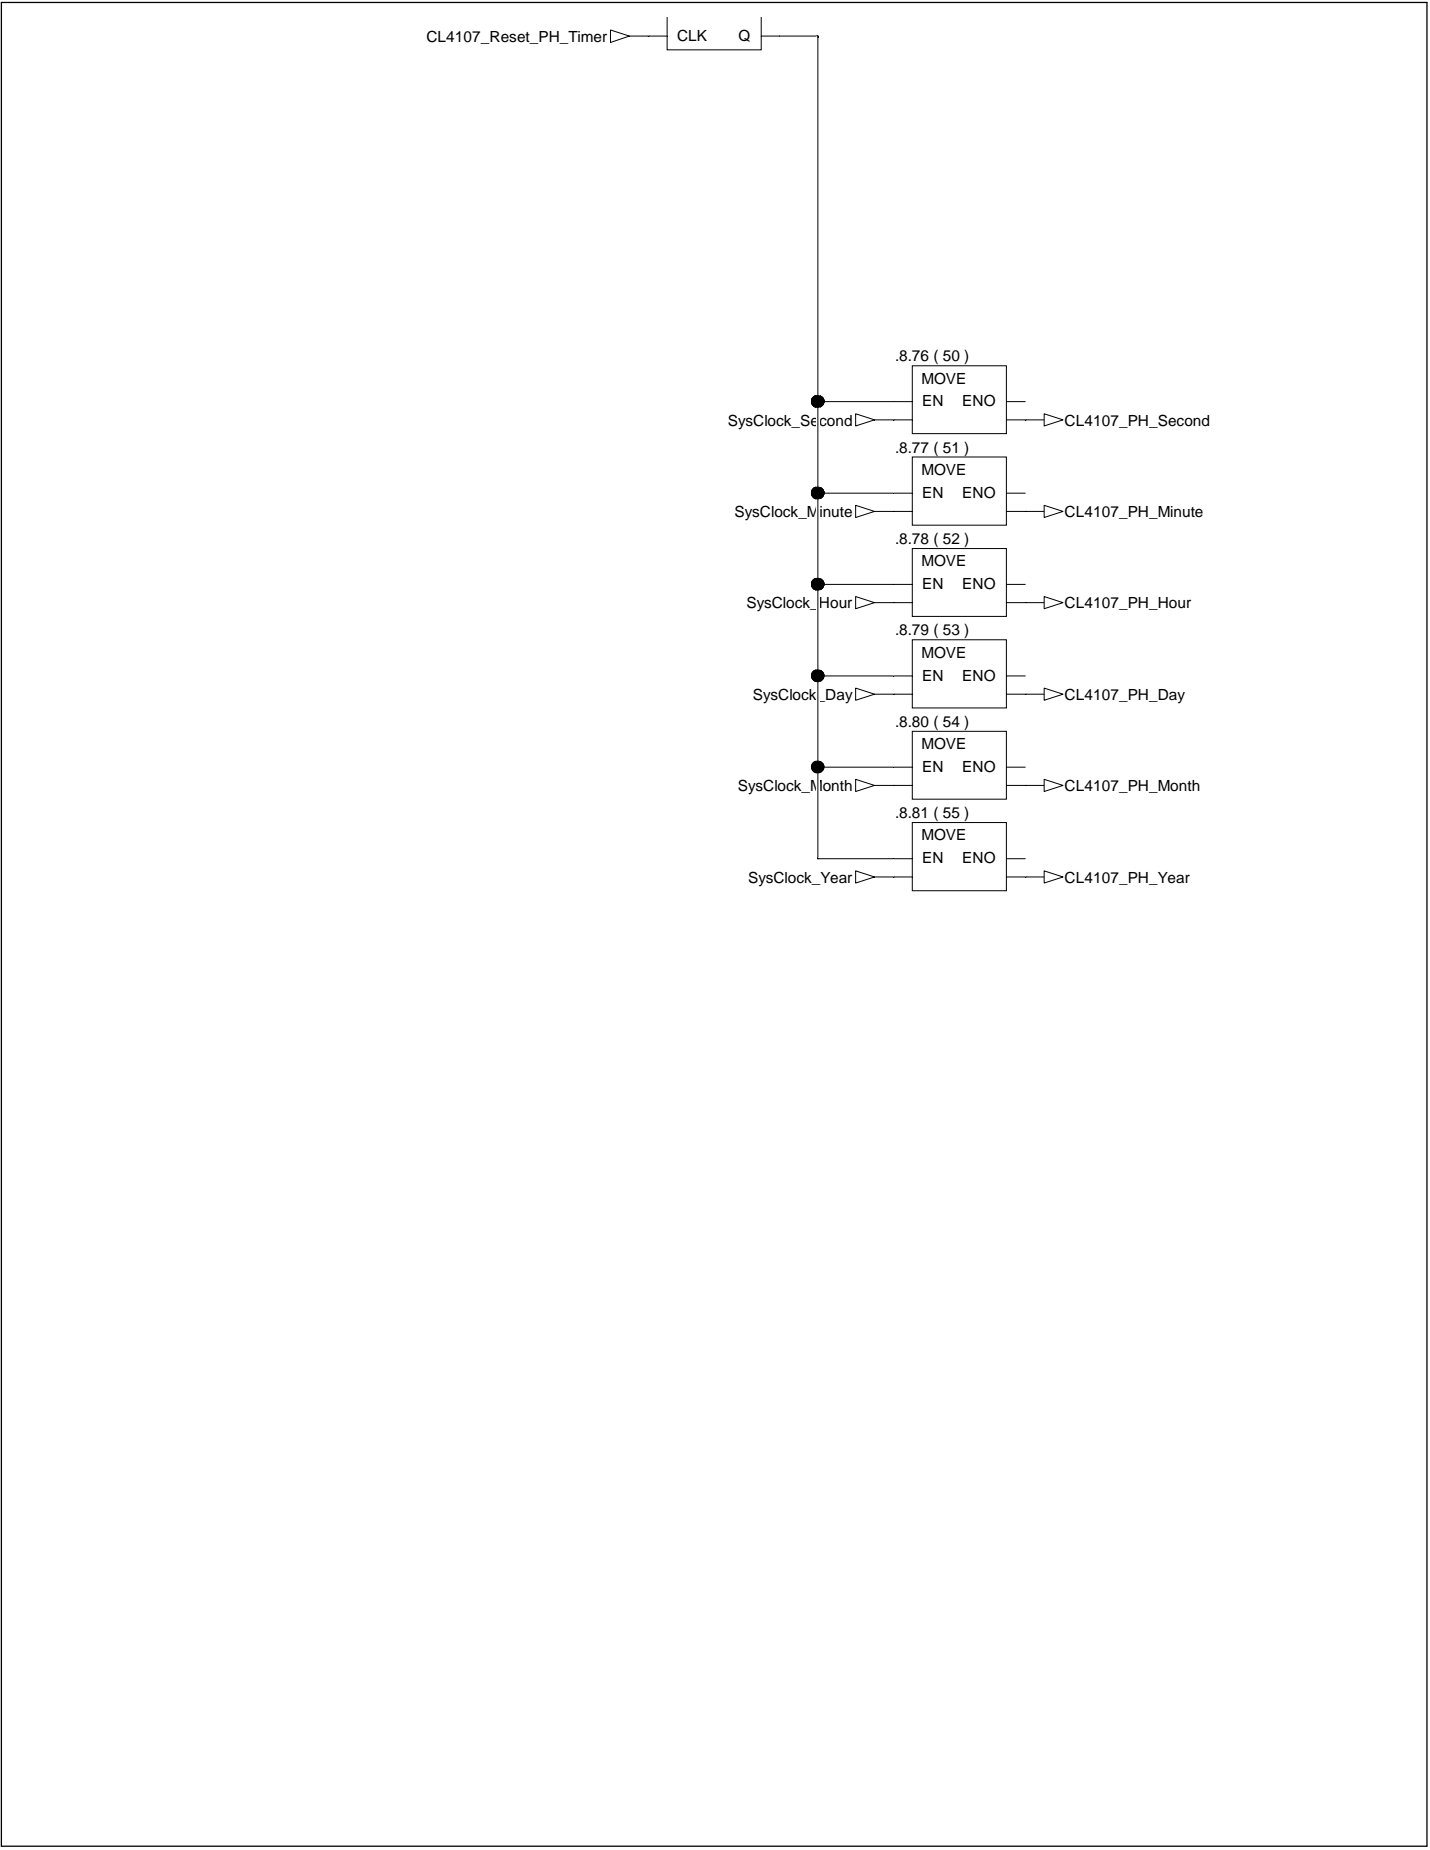 CL4107_Reset_PH_Timer CLK Q
.8.76 ( 50 )
MOVE
EN ENO
SysClock_Second CL4107_PH_Second
.8.77 ( 51 )
MOVE
EN ENO
SysClock_Minute CL4107_PH_Minute
.8.78 ( 52 )
MOVE
EN ENO
SysClock_Hour CL4107_PH_Hour
.8.79 ( 53 )
MOVE
EN ENO
SysClock_Day CL4107_PH_Day
.8.80 ( 54 )
MOVE
EN ENO
SysClock_Month CL4107_PH_Month
.8.81 ( 55 )
MOVE
EN ENO
SysClock_Year CL4107_PH_Year